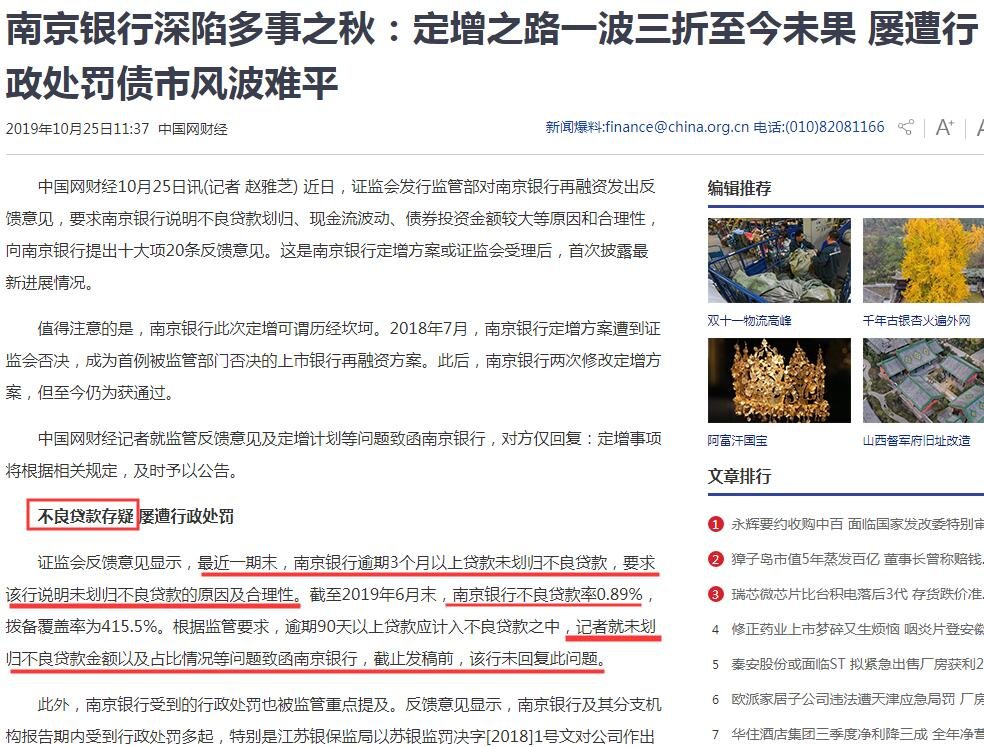 南京银行深陷多事之秋：定增之路一波三折至今未果 屡遭行
政处罚债市风波难平
2019年10月25日11:37 中国网财经
新闻爆料:finance@china.org.cn 电话:(010)82081166
A+
中国网财经10月25日讯(记者 赵雅芝) 近日，证监会发行监管部对南京银行再融资发出反
馈意见，要求南京银行说明不良贷款划归、现金流波动、债券投资金额较大等原因和合理性，
向南京银行提出十大项20条反馈意见。这是南京银行定增方案或证监会受理后，首次披露最
新进展情况。
值得注意的是，南京银行此次定增可谓历经坎坷。2018年7月，南京银行定增方案遭到证
监会否决，成为首例被监管部门否决的上市银行再融资方案。此后，南京银行两次修改定增方
案，但至今仍为获通过。
中国网财经记者就监管反馈意见及定增计划等问题致函南京银行，对方仅回复：定增事项
将根据相关规定，及时予以公告。
不良贷款存疑 屡遭行政处罚
证监会反馈意见显示，最近一期末，南京银行逾期3个月以上贷款未划归不良贷款，要求
该行说明未划归不良贷款的原因及合理性。截至2019年6月末，南京银行不良贷款率0.89%，
拨备覆盖率为415.5%。根据监管要求，逾期90天以上贷款应计入不良贷款之中，记者就未划
归不良贷款金额以及占比情况等问题致函南京银行，截止发稿前，该行未回复此问题。
此外，南京银行受到的行政处罚也被监管重点提及。反馈意见显示，南京银行及其分支机
构报告期内受到行政处罚多起，特别是江苏银保监局以苏银监罚决字[2018]1号文对公司作出
编辑推荐
双十一物流高峰
千年古银杏火遍外网
阿富汗国宝
山西督军府旧址改造
文章排行
1 永辉要约收购中百 面临国家发改委特别审
2 獐子岛市值5年蒸发百亿 董事长曾称赔钱.
3 瑞芯微芯片比台积电落后3代 存货跌价准.
4 修正药业上市梦碎又生烦恼 咽炎片登安徽
5 秦安股份或面临ST 拟紧急出售厂房获利2
6 欧派家居子公司违法遭天津应急局罚 厂房
7 华住酒店集团三季度净利降三成 全年净营